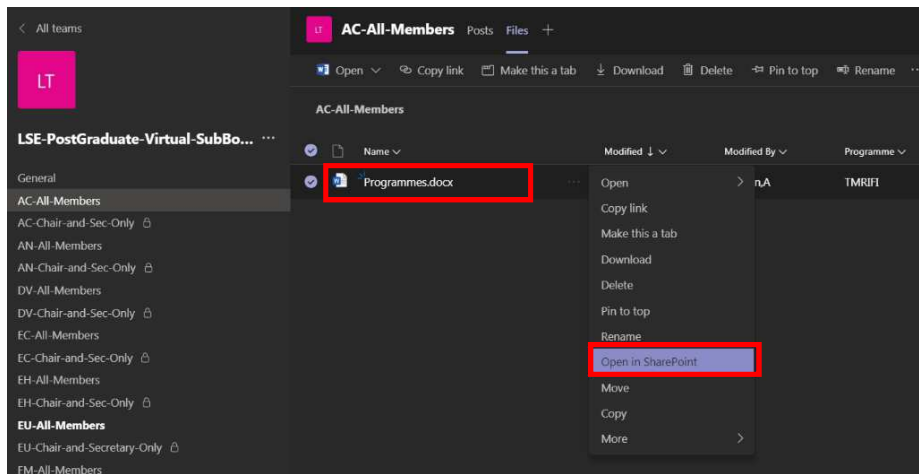 All teams
LT
LSE-PostGraduate-Virtual-SubBo... ...
General
AC-All-Members
AC-Chair-and-Sec-Only
AN-All-Members
AN-Chair-and-Sec-Only
DV-All-Members
DV-Chair-and-Sec-Only
EC-All-Members
EC-Chair-and-Sec-Only
EH-All-Members
EH-Chair-and-Sec-Only
EU-All-Members
EU-Chair-and-Secretary-Only
FM-All-Members
LT AC-All-Members Posts Files +
Open Copy link Make this a tab Download Delete Pin to top Rename ...
AC-All-Members
Name Modified Modified By Programme
Programmes.docx ... n,A TMRIFI
Open
Copy link
Make this a tab
Download
Delete
Pin to top
Rename
Open in SharePoint
Move
Copy
More